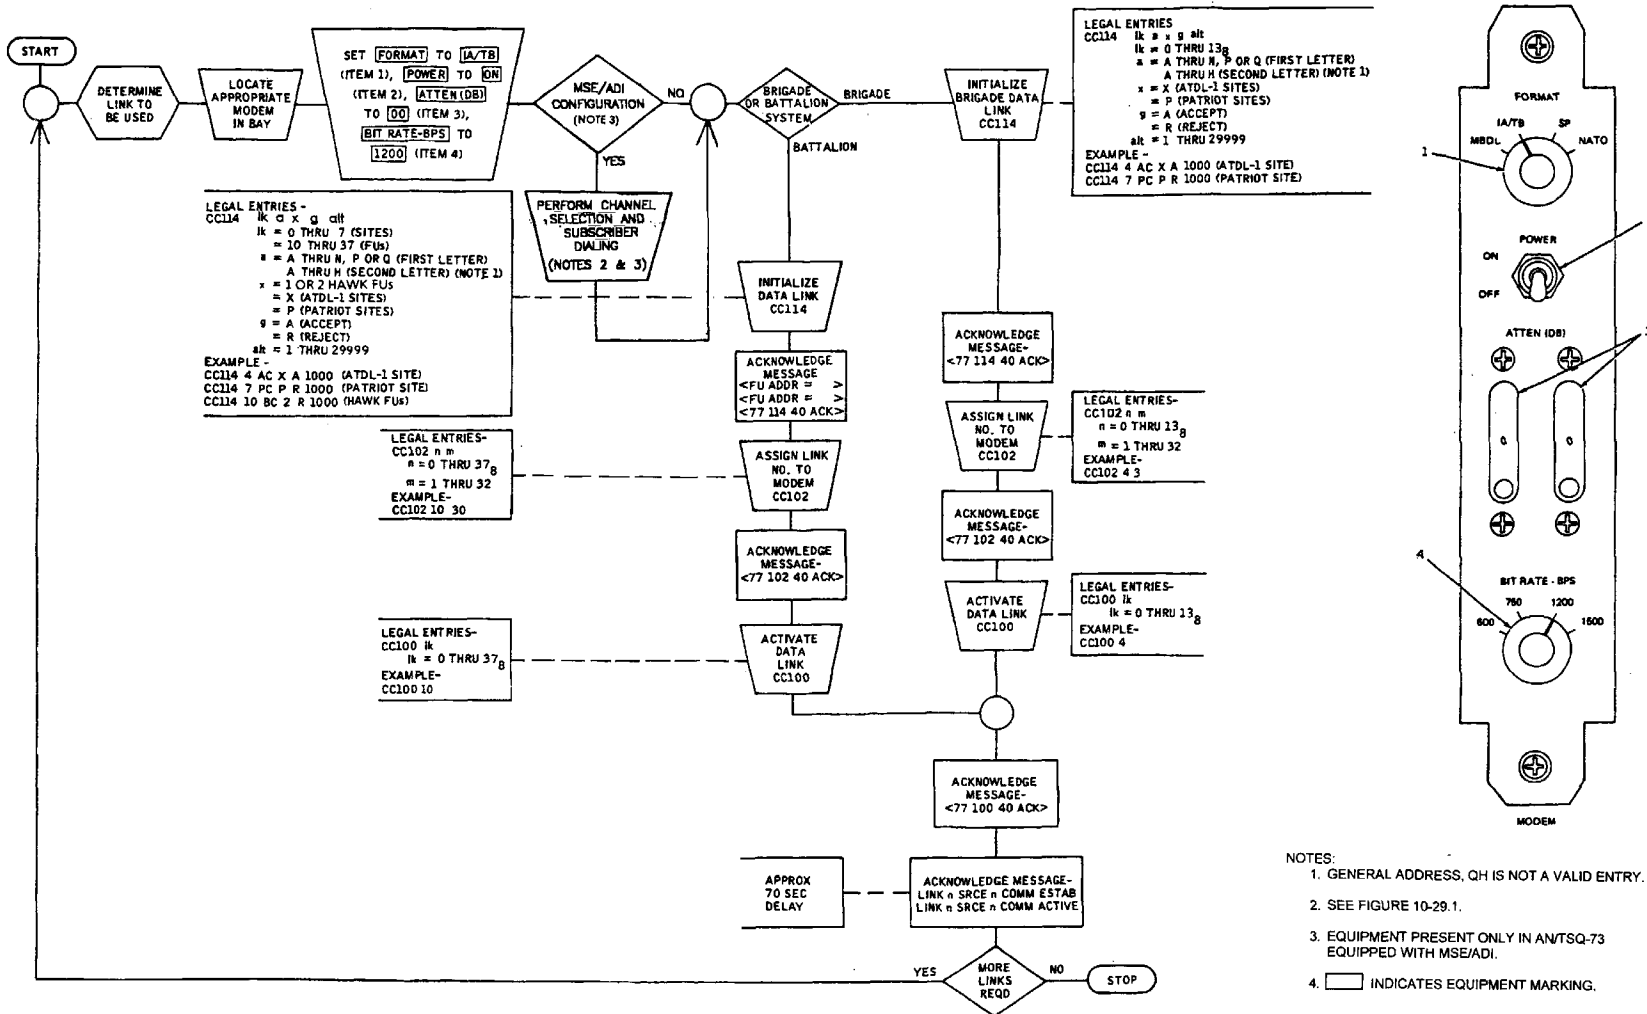 START
DETERMINE
LINK TO
BE USED
LOCATE
APPROPRIATE
MODEM
IN BAY
SET FORMAT TO IA/TB
(ITEM 1), POWER TO ON
(ITEM 2), ATTEN (DB)
TO 00 (ITEM 3),
BIT RATE-BPS TO
1200 (ITEM 4)
MSE/ADI
CONFIGURATION
(NOTE 3)
NO
YES
PERFORM CHANNEL
SELECTION AND
SUBSCRIBER
DIALING
(NOTES 2 & 3)
BRIGADE
OR BATTALION
SYSTEM
BRIGADE
BATTALION
INITIALIZE
BRIGADE DATA
LINK
CC114
LEGAL ENTRIES
CC114 lk a x g alt
lk = 0 THRU 13₈
a = A THRU N, P OR Q (FIRST LETTER)
A THRU H (SECOND LETTER) (NOTE 1)
x = X (ATDL-1 SITES)
= P (PATRIOT SITES)
g = A (ACCEPT)
= R (REJECT)
alt = 1 THRU 29999
EXAMPLE -
CC114 4 AC X A 1000 (ATDL-1 SITE)
CC114 7 PC P R 1000 (PATRIOT SITE)
LEGAL ENTRIES -
CC114 lk a x g alt
lk = 0 THRU 7 (SITES)
= 10 THRU 37 (FUs)
a = A THRU N, P OR Q (FIRST LETTER)
A THRU H (SECOND LETTER) (NOTE 1)
x = 1 OR 2 HAWK FUs
= X (ATDL-1 SITES)
= P (PATRIOT SITES)
g = A (ACCEPT)
= R (REJECT)
alt = 1 THRU 29999
EXAMPLE -
CC114 4 AC X A 1000 (ATDL-1 SITE)
CC114 7 PC P R 1000 (PATRIOT SITE)
CC114 10 BC 2 R 1000 (HAWK FUs)
INITIALIZE
DATA LINK
CC114
ACKNOWLEDGE
MESSAGE
<FU ADDR = >
<FU ADDR = >
<77 114 40 ACK>
LEGAL ENTRIES-
CC102 n m
n = 0 THRU 37₈
m = 1 THRU 32
EXAMPLE-
CC102 10 30
ASSIGN LINK
NO. TO
MODEM
CC102
ACKNOWLEDGE
MESSAGE-
<77 102 40 ACK>
LEGAL ENTRIES-
CC100 lk
lk = 0 THRU 37₈
EXAMPLE-
CC100 10
ACTIVATE
DATA
LINK
CC100
ACKNOWLEDGE
MESSAGE-
<77 114 40 ACK>
ASSIGN LINK
NO. TO
MODEM
CC102
LEGAL ENTRIES-
CC102 n m
n = 0 THRU 13₈
m = 1 THRU 32
EXAMPLE-
CC102 4 3
ACKNOWLEDGE
MESSAGE-
<77 102 40 ACK>
ACTIVATE
DATA LINK
CC100
LEGAL ENTRIES-
CC100 lk
lk = 0 THRU 13₈
EXAMPLE-
CC100 4
ACKNOWLEDGE
MESSAGE-
<77 100 40 ACK>
APPROX
70 SEC
DELAY
ACKNOWLEDGE MESSAGE-
LINK n SRCE n COMM ESTAB
LINK n SRCE n COMM ACTIVE
MORE
LINKS
REQD
YES
NO
STOP
FORMAT
IA/TB SP
MBDL NATO
1
POWER
ON
OFF
ATTEN (DB)
0 0
4
BIT RATE - BPS
750 1200
600 1500
MODEM
NOTES:
1. GENERAL ADDRESS, QH IS NOT A VALID ENTRY.
2. SEE FIGURE 10-29.1.
3. EQUIPMENT PRESENT ONLY IN AN/TSQ-73
EQUIPPED WITH MSE/ADI.
4. INDICATES EQUIPMENT MARKING.